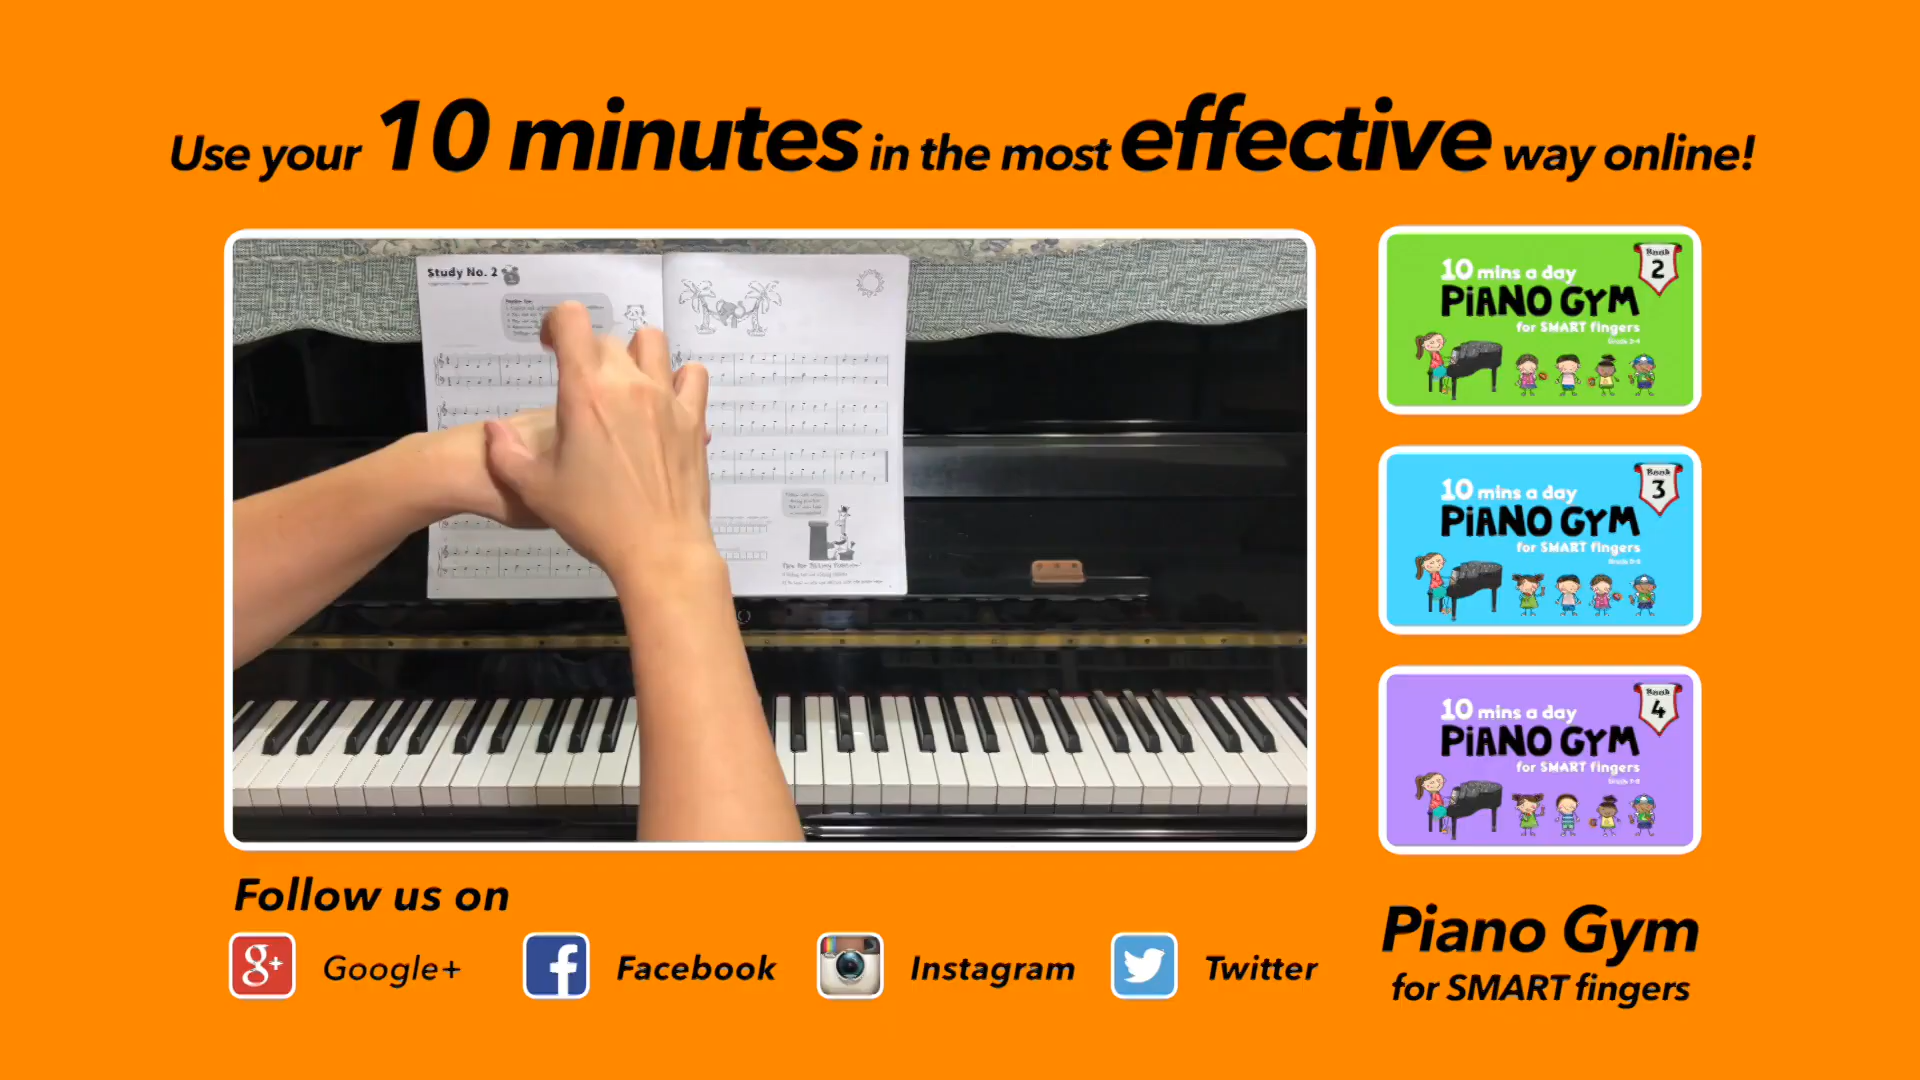 Use your 10 minutes in the most effective way online!
Study No. 2
Book
2
10 mins a day
PiANO GYM
for SMART fingers
Book
3
10 mins a day
PiANO GYM
for SMART fingers
Book
4
10 mins a day
PiANO GYM
for SMART fingers
Follow us on
g+ Google+
f Facebook
Instagram
Twitter
Piano Gym
for SMART fingers